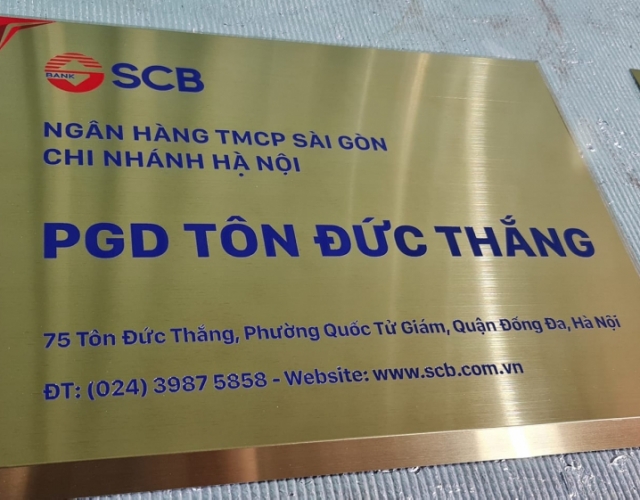 BANK SCB
NGÂN HÀNG TMCP SÀI GÒN
CHI NHÁNH HÀ NỘI
PGD TÔN ĐỨC THẮNG
75 Tôn Đức Thắng, Phường Quốc Tử Giám, Quận Đống Đa, Hà Nội
ĐT: (024) 3987 5858 - Website: www.scb.com.vn